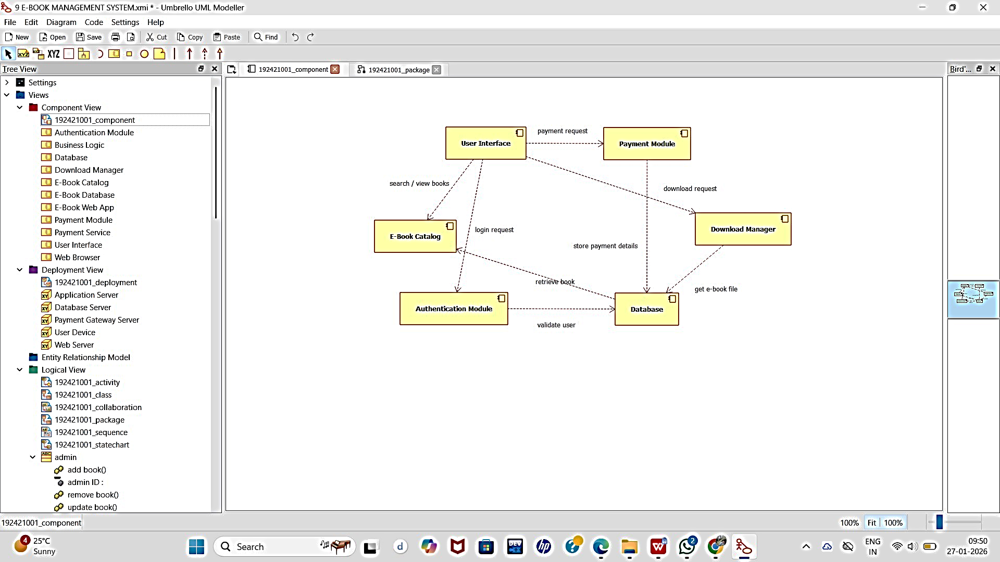 9 E-BOOK MANAGEMENT SYSTEM.xmi * - Umbrello UML Modeller
File Edit Diagram Code Settings Help
New Open Save Cut Copy Paste Find
XYZ
Tree View
192421001_component
192421001_package
Bird'...
Settings
Views
Component View
192421001_component
Authentication Module
Business Logic
Database
Download Manager
E-Book Catalog
E-Book Database
E-Book Web App
Payment Module
Payment Service
User Interface
Web Browser
Deployment View
192421001_deployment
Application Server
Database Server
Payment Gateway Server
User Device
Web Server
Entity Relationship Model
Logical View
192421001_activity
192421001_class
192421001_collaboration
192421001_package
192421001_sequence
192421001_statechart
admin
add book()
admin ID :
remove book()
update book()
User Interface
payment request
Payment Module
search / view books
download request
E-Book Catalog
login request
Download Manager
store payment details
retrieve book
get e-book file
Authentication Module
Database
validate user
192421001_component
100% Fit 100%
4
25°C
Sunny
Search
d
DEV
hp
W
2
ENG
IN
09:50
27-01-2026